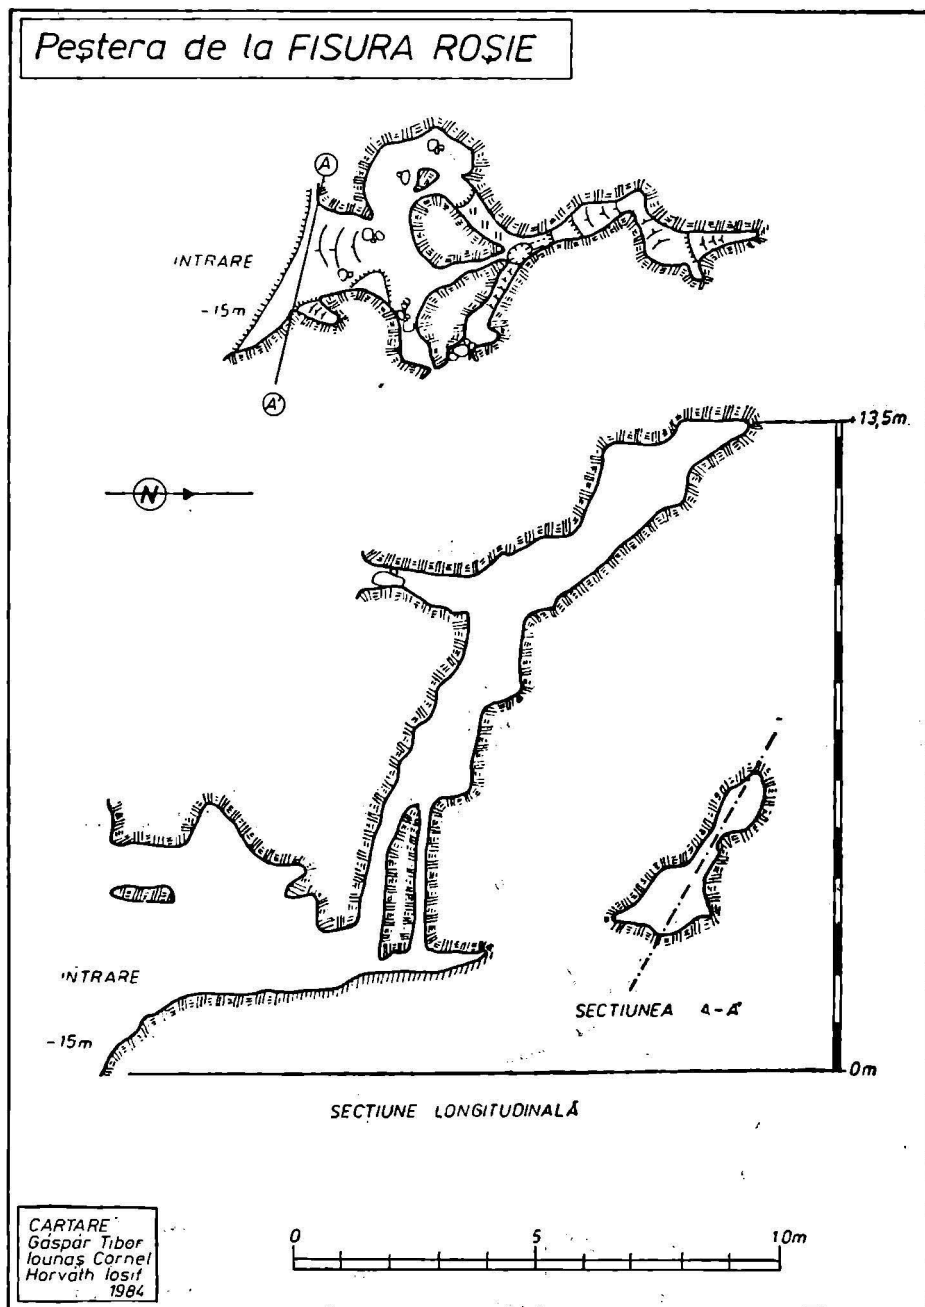 Peştera de la FISURA ROŞIE
A
INTRARE
-15m
A'
+13,5m
N
INTRARE
-15m
SECTIUNEA A-A'
0m
SECŢIUNE LONGITUDINALĂ
CARTARE
Gáspár Tibor
Iounaş Cornel
Horváth Iosif
1984
0 5 10m